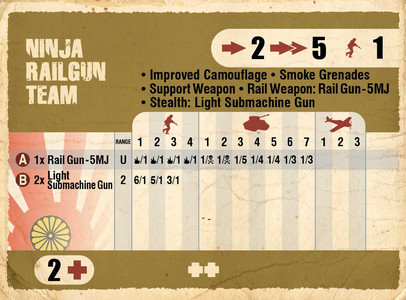 NINJA
RAILGUN
TEAM
2 5 1
• Improved Camouflage • Smoke Grenades
• Support Weapon • Rail Weapon: Rail Gun-5MJ
• Stealth: Light Submachine Gun
RANGE 1 2 3 4 1 2 3 4 5 6 7 1 2 3
A 1x Rail Gun-5MJ U /1 /1 /1 /1 1/ 1/ 1/3 1/5 1/4 1/4 1/3 1/3
B 2x Light Submachine Gun 2 6/1 5/1 3/1
2